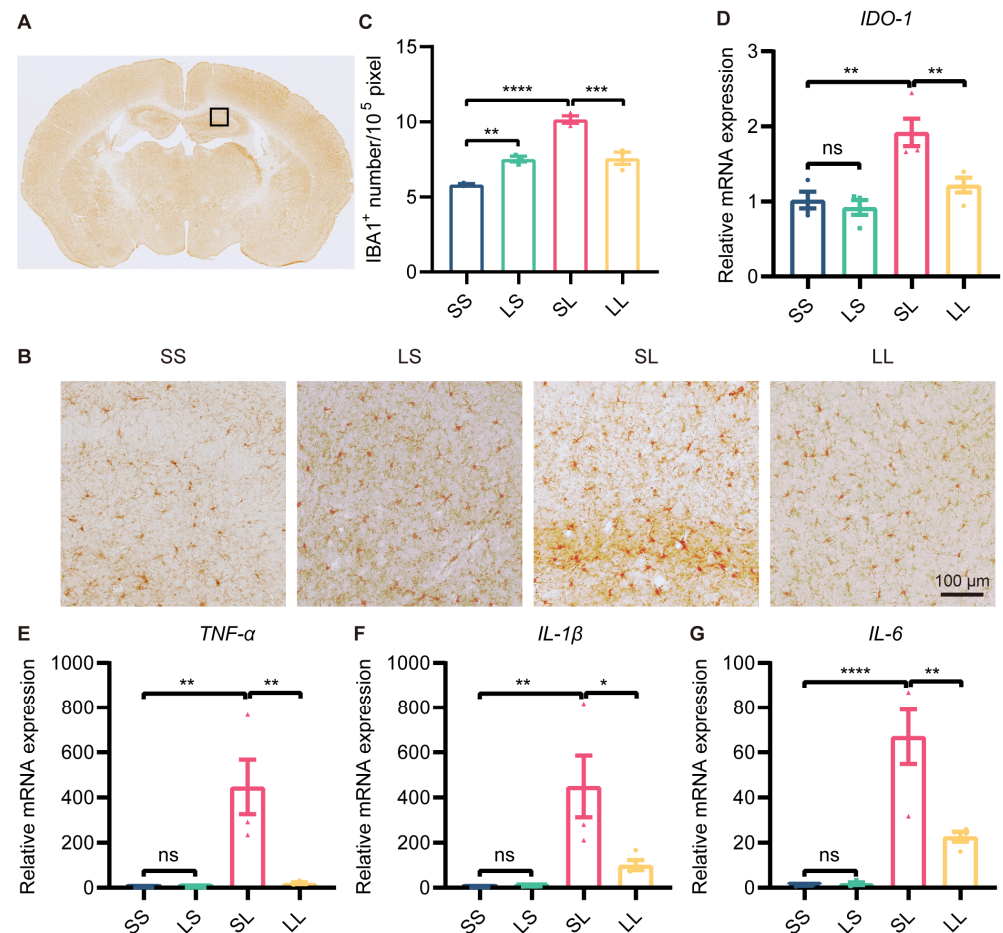 A
C
IBA1⁺ number/10⁵ pixel
15
10
5
0
****
***
**
SS
LS
SL
LL
D
IDO-1
Relative mRNA expression
3
2
1
0
**
**
ns
SS
LS
SL
LL
B
SS
LS
SL
LL
100 µm
E
TNF-α
Relative mRNA expression
1000
800
600
400
200
0
**
**
ns
SS
LS
SL
LL
F
IL-1β
Relative mRNA expression
1000
800
600
400
200
0
**
*
ns
SS
LS
SL
LL
G
IL-6
Relative mRNA expression
100
80
60
40
20
0
****
**
ns
SS
LS
SL
LL